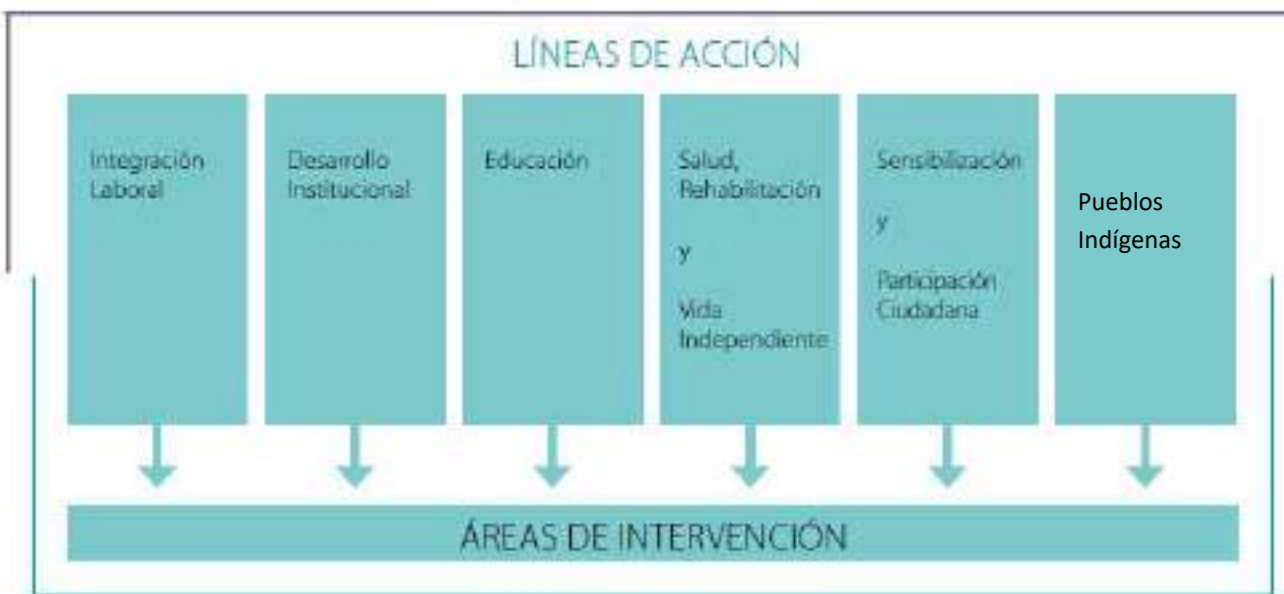 LÍNEAS DE ACCIÓN
Integración
Laboral
Desarrollo
Institucional
Educación
Salud,
Rehabilitación
y
Vida
Independiente
Sensibilización
y
Participación
Ciudadana
Pueblos
Indígenas
ÁREAS DE INTERVENCIÓN